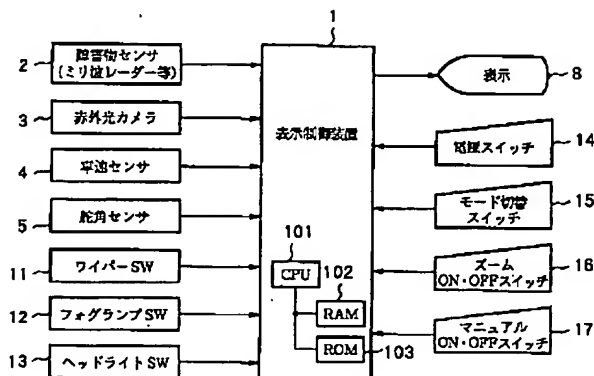 1
2
障害物センサ
(ミリ波レーダー等)
3
赤外光カメラ
4
車速センサ
5
舵角センサ
11
ワイパーSW
12
フォグランプSW
13
ヘッドライトSW
表示制御装置
101
CPU
102
RAM
ROM
103
表示
8
電源スイッチ
14
モード切替
スイッチ
15
ズーム
ON・OFFスイッチ
16
マニュアル
ON・OFFスイッチ
17